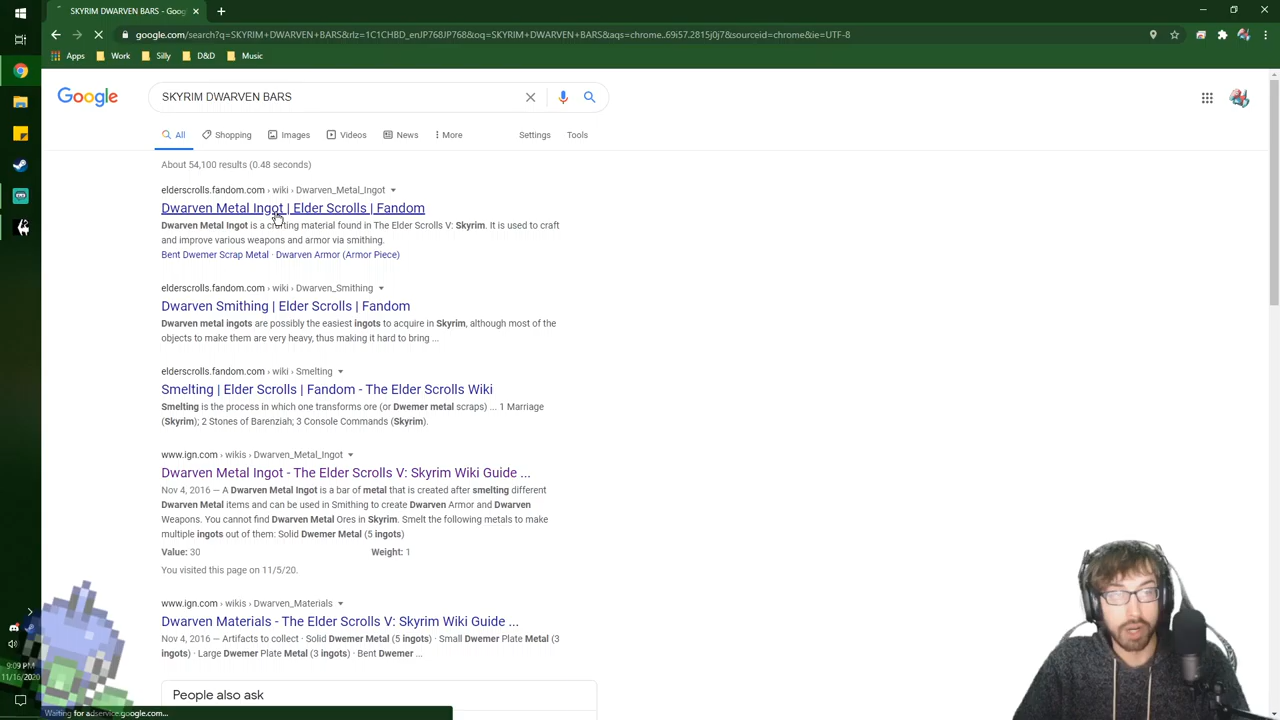 SKYRIM DWARVEN BARS - Goo
google.com/search?q=SKYRIM+DWARVEN+BARS&rlz=1C1CHBD_enJP768JP768&oq=SKYRIM+DWARVEN+BARS&aqs=chrome..69i57.2815j0j7&sourceid=chrome&ie=UTF-8
Apps Work Silly D&D Music
Google SKYRIM DWARVEN BARS
All Shopping Images Videos News More Settings Tools
About 54,100 results (0.48 seconds)
elderscrolls.fandom.com › wiki › Dwarven_Metal_Ingot
Dwarven Metal Ingot | Elder Scrolls | Fandom
Dwarven Metal Ingot is a crafting material found in The Elder Scrolls V: Skyrim. It is used to craft
and improve various weapons and armor via smithing.
Bent Dwemer Scrap Metal · Dwarven Armor (Armor Piece)
elderscrolls.fandom.com › wiki › Dwarven_Smithing
Dwarven Smithing | Elder Scrolls | Fandom
Dwarven metal ingots are possibly the easiest ingots to acquire in Skyrim, although most of the
objects to make them are very heavy, thus making it hard to bring ...
elderscrolls.fandom.com › wiki › Smelting
Smelting | Elder Scrolls | Fandom - The Elder Scrolls Wiki
Smelting is the process in which one transforms ore (or Dwemer metal scraps) ... 1 Marriage
(Skyrim); 2 Stones of Barenziah; 3 Console Commands (Skyrim).
www.ign.com › wikis › Dwarven_Metal_Ingot
Dwarven Metal Ingot - The Elder Scrolls V: Skyrim Wiki Guide ...
Nov 4, 2016 — A Dwarven Metal Ingot is a bar of metal that is created after smelting different
Dwarven Metal items and can be used in Smithing to create Dwarven Armor and Dwarven
Weapons. You cannot find Dwarven Metal Ores in Skyrim. Smelt the following metals to make
multiple ingots out of them: Solid Dwemer Metal (5 ingots)
Value: 30 Weight: 1
You visited this page on 11/5/20.
www.ign.com › wikis › Dwarven_Materials
Dwarven Materials - The Elder Scrolls V: Skyrim Wiki Guide ...
Nov 4, 2016 — Artifacts to collect · Solid Dwemer Metal (5 ingots) · Small Dwemer Plate Metal (3
ingots) · Large Dwemer Plate Metal (3 ingots) · Bent Dwemer ...
9:09 PM
11/16/2020
People also ask
Waiting for adservice.google.com...